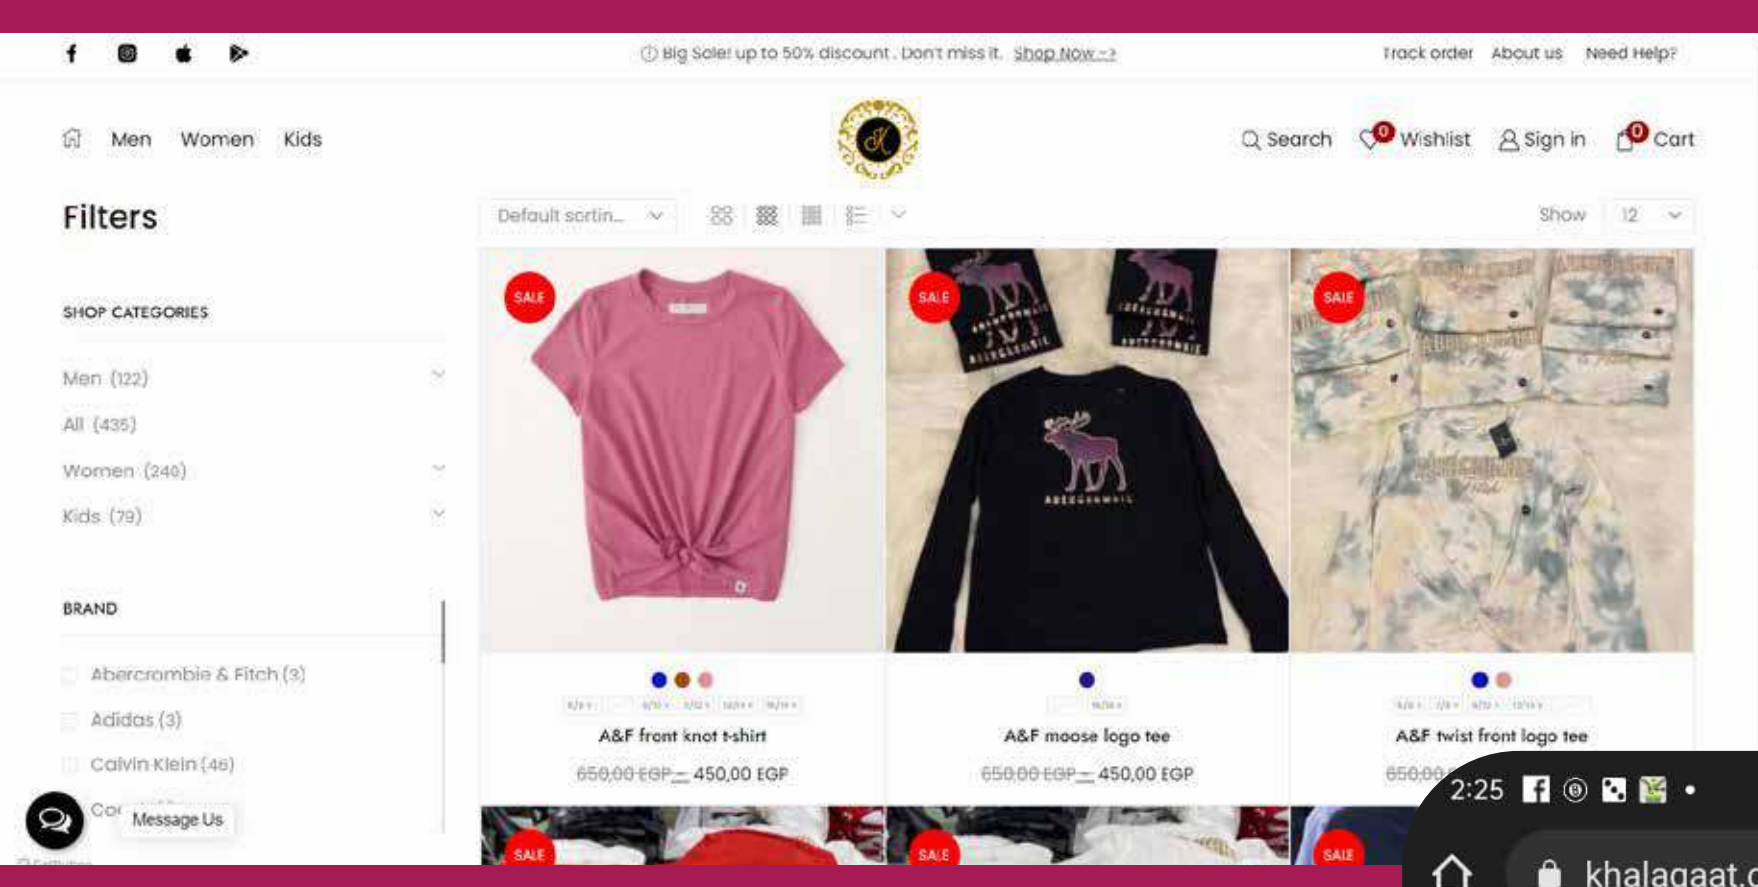 Big Sale! up to 50% discount. Don't miss it. Shop Now ->
Track order About us Need Help?
Men Women Kids
K
Search 0 Wishlist Sign in 0 Cart
Filters
Default sortin...
Show 12
SHOP CATEGORIES
Men (122)
All (435)
Women (240)
Kids (79)
BRAND
Abercrombie & Fitch (3)
Adidas (3)
Calvin Klein (46)
Message Us
SALE
SALE
SALE
ABERCROMBIE
A&F front knot t-shirt
650,00 EGP – 450,00 EGP
A&F moose logo tee
650,00 EGP – 450,00 EGP
A&F twist front logo tee
650,00
SALE
SALE
SALE
2:25
khalagaat.c